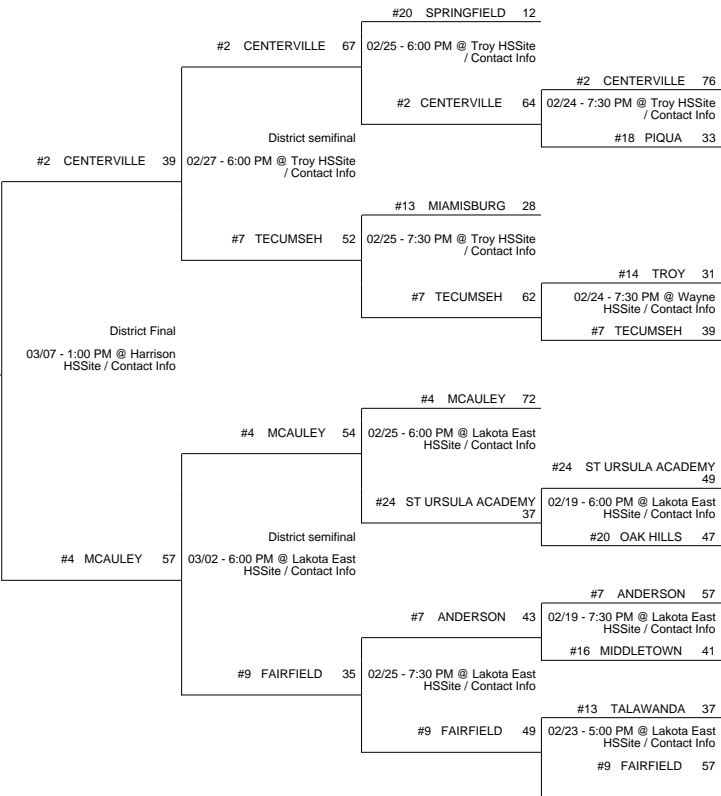 #20 SPRINGFIELD 12
#2 CENTERVILLE 67
02/25 - 6:00 PM @ Troy HSSite
/ Contact Info
#2 CENTERVILLE 76
#2 CENTERVILLE 64
02/24 - 7:30 PM @ Troy HSSite
/ Contact Info
District semifinal
#18 PIQUA 33
#2 CENTERVILLE 39
02/27 - 6:00 PM @ Troy HSSite
/ Contact Info
#13 MIAMISBURG 28
#7 TECUMSEH 52
02/25 - 7:30 PM @ Troy HSSite
/ Contact Info
#14 TROY 31
#7 TECUMSEH 62
02/24 - 7:30 PM @ Wayne
HSSite / Contact Info
District Final
#7 TECUMSEH 39
03/07 - 1:00 PM @ Harrison
HSSite / Contact Info
#4 MCAULEY 72
#4 MCAULEY 54
02/25 - 6:00 PM @ Lakota East
HSSite / Contact Info
#24 ST URSULA ACADEMY
49
#24 ST URSULA ACADEMY
37
02/19 - 6:00 PM @ Lakota East
HSSite / Contact Info
District semifinal
#20 OAK HILLS 47
#4 MCAULEY 57
03/02 - 6:00 PM @ Lakota East
HSSite / Contact Info
#7 ANDERSON 57
#7 ANDERSON 43
02/19 - 7:30 PM @ Lakota East
HSSite / Contact Info
#16 MIDDLETOWN 41
#9 FAIRFIELD 35
02/25 - 7:30 PM @ Lakota East
HSSite / Contact Info
#13 TALAWANDA 37
#9 FAIRFIELD 49
02/23 - 5:00 PM @ Lakota East
HSSite / Contact Info
#9 FAIRFIELD 57